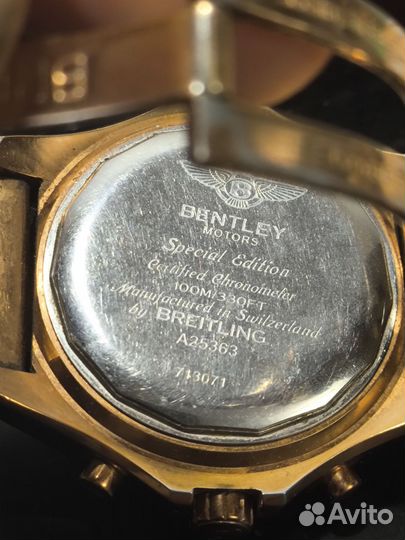 B
BENTLEY
MOTORS
Special Edition
Certified Chronometer
100M/330FT
Manufactured in Switzerland
by BREITLING
A25363
713071
Avito